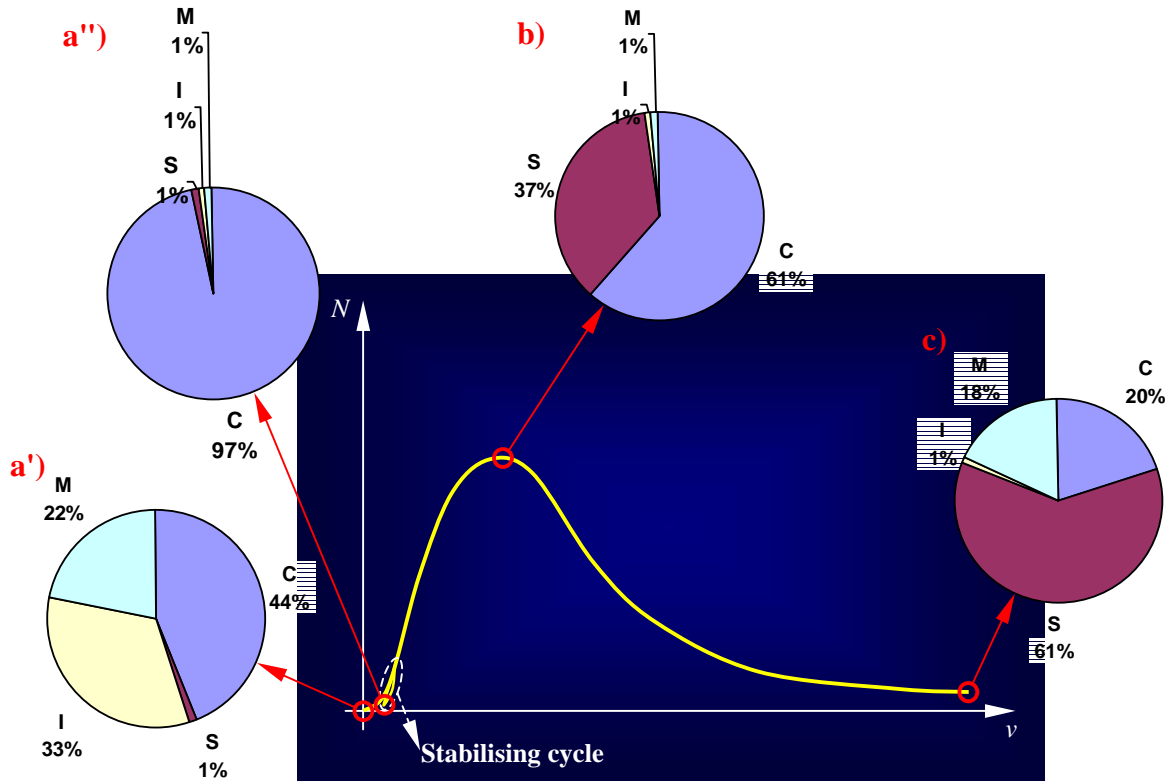 a'')
M
1%
I
1%
S
1%
C
97%
b)
M
1%
I
1%
S
37%
C
61%
N
c)
M
18%
C
20%
I
1%
S
61%
a')
M
22%
C
44%
I
33%
S
1%
Stabilising cycle
v